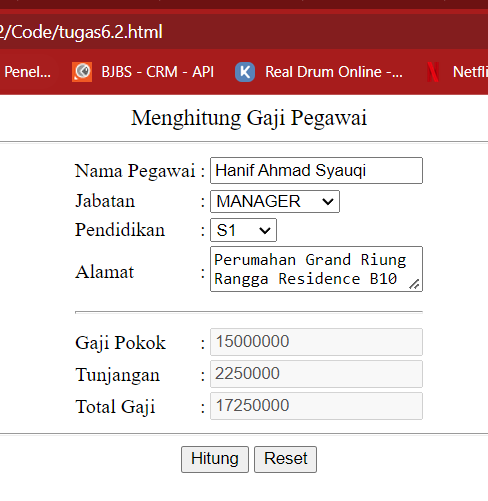 2/Code/tugas6.2.html
Penel... BJBS - CRM - API Real Drum Online -... Netfli
Menghitung Gaji Pegawai
Nama Pegawai : Hanif Ahmad Syauqi
Jabatan : MANAGER
Pendidikan : S1
Alamat : Perumahan Grand Riung
Rangga Residence B10
Gaji Pokok : 15000000
Tunjangan : 2250000
Total Gaji : 17250000
Hitung Reset